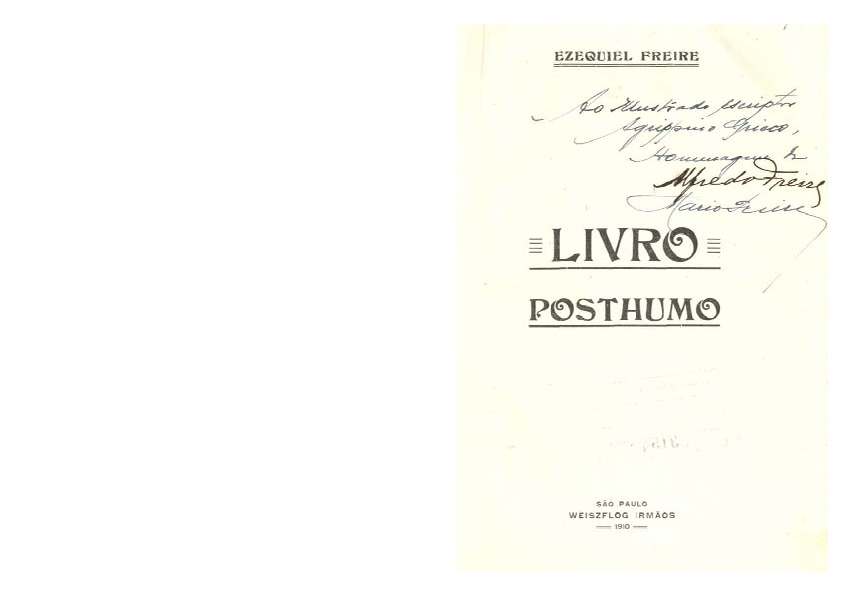 EZEQUIEL FREIRE
Ao Illustrado escriptor
Agrippino Grieco,
Homenagem de
Alfredo Freire
Mario Freire
LIVRO
POSTHUMO
SÃO PAULO
WEISZFLOG IRMÃOS
1910